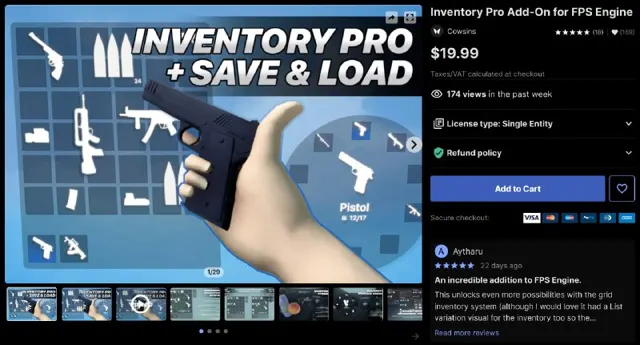 INVENTORY PRO
+ SAVE & LOAD
24
Pistol
12/17
1/29
Inventory Pro Add-On for FPS Engine
Cowsins
(18)
(169)
$19.99
Taxes/VAT calculated at checkout
174 views in the past week
License type: Single Entity
Refund policy
Add to Cart
Secure checkout:
VISA
A
Aytharu
22 days ago
An incredible addition to FPS Engine.
This unlocks even more possibilities with the grid
inventory system (although I would love it had a List
variation visual for the inventory too so the...
Read more reviews